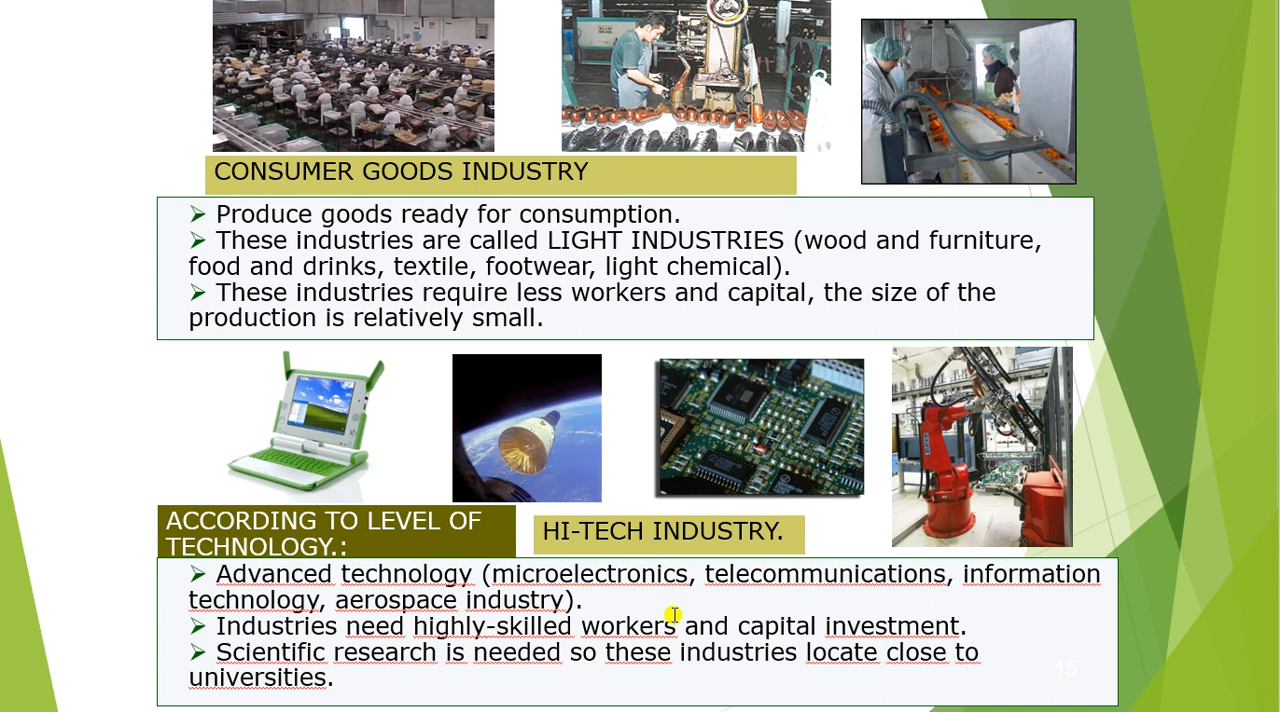 CONSUMER GOODS INDUSTRY
➢ Produce goods ready for consumption.
➢ These industries are called LIGHT INDUSTRIES (wood and furniture,
food and drinks, textile, footwear, light chemical).
➢ These industries require less workers and capital, the size of the
production is relatively small.
ACCORDING TO LEVEL OF
TECHNOLOGY.:
HI-TECH INDUSTRY.
➢ Advanced technology (microelectronics, telecommunications, information
technology, aerospace industry).
➢ Industries need highly-skilled workers and capital investment.
➢ Scientific research is needed so these industries locate close to
universities.
15